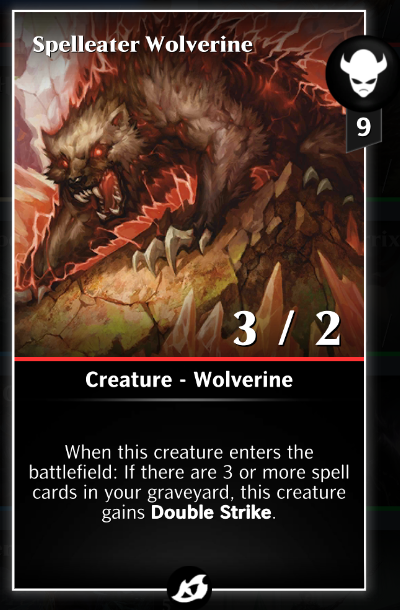 Spelleater Wolverine
9
3 / 2
Creature - Wolverine
When this creature enters the
battlefield: If there are 3 or more spell
cards in your graveyard, this creature
gains Double Strike.